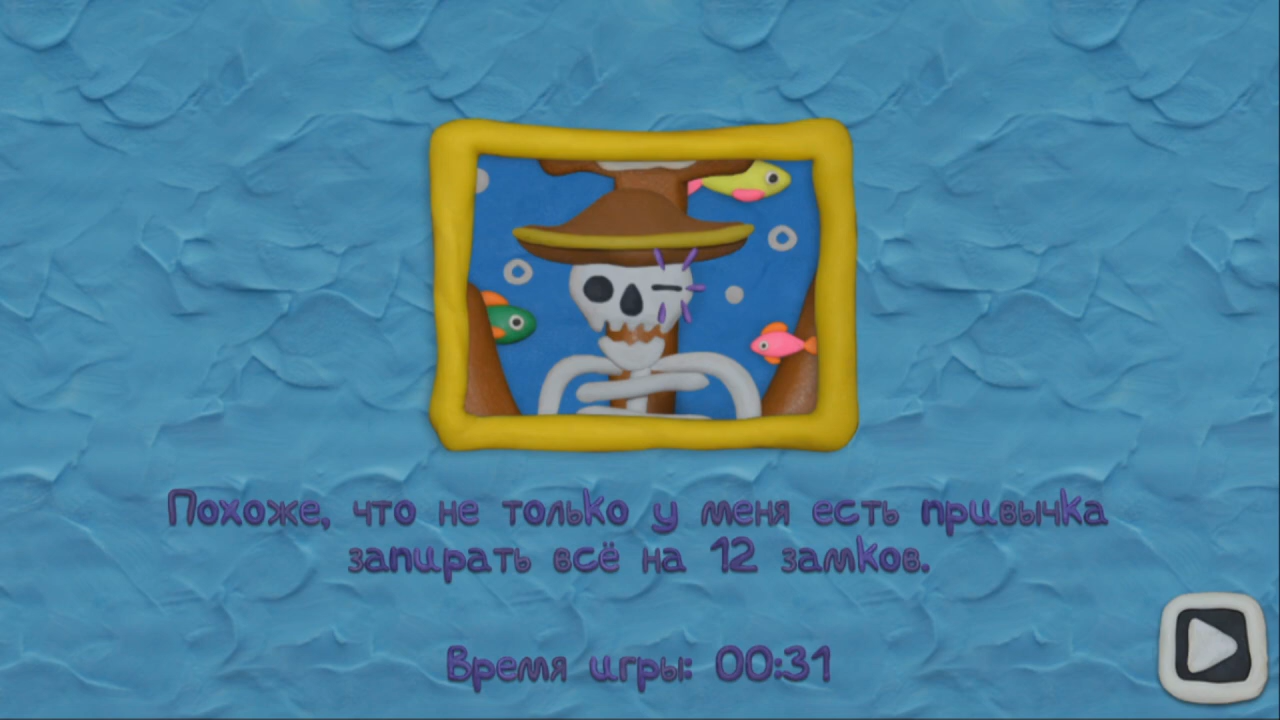 Похоже, что не только у меня есть привычка
запирать всё на 12 замков.
Время игры: 00:31